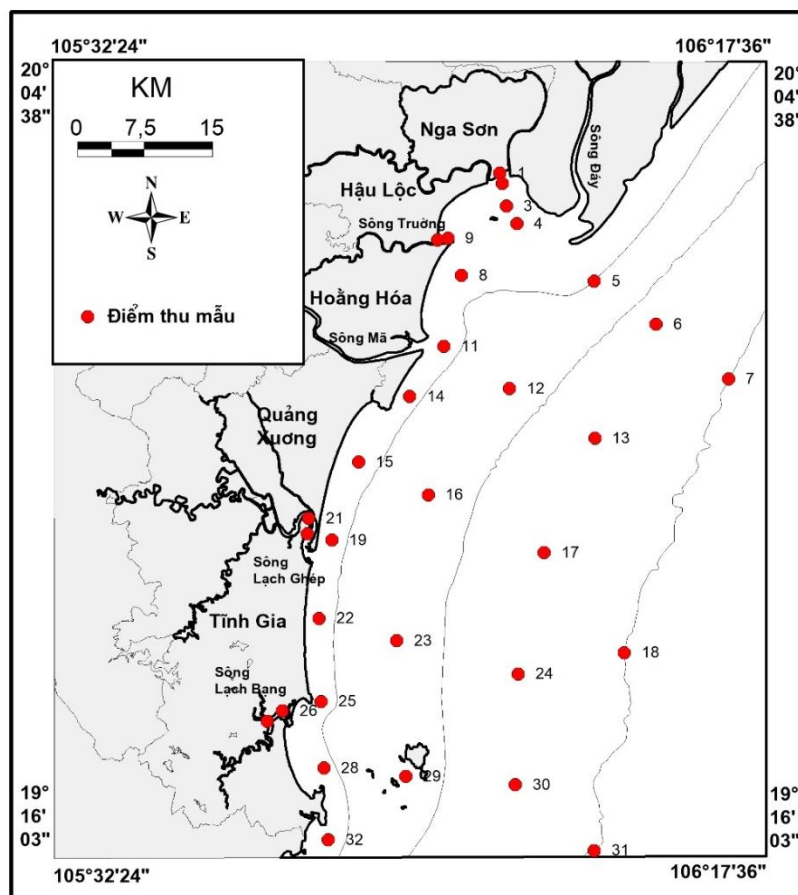 105°32'24"
106°17'36"
20°
04'
38"
20°
04'
38"
KM
0 7,5 15
N
W E
S
Điểm thu mẫu
Nga Sơn
Sông Đáy
Hậu Lộc
Sông Trường
Hoằng Hóa
Sông Mã
Quảng
Xương
Sông
Lạch Ghép
Tĩnh Gia
Sông
Lạch Bạng
1
3
4
9
8
5
6
11
7
12
14
13
15
16
21
19
17
22
23
18
24
25
26
28
29
30
32
31
19°
16'
03"
19°
16'
03"
105°32'24"
106°17'36"